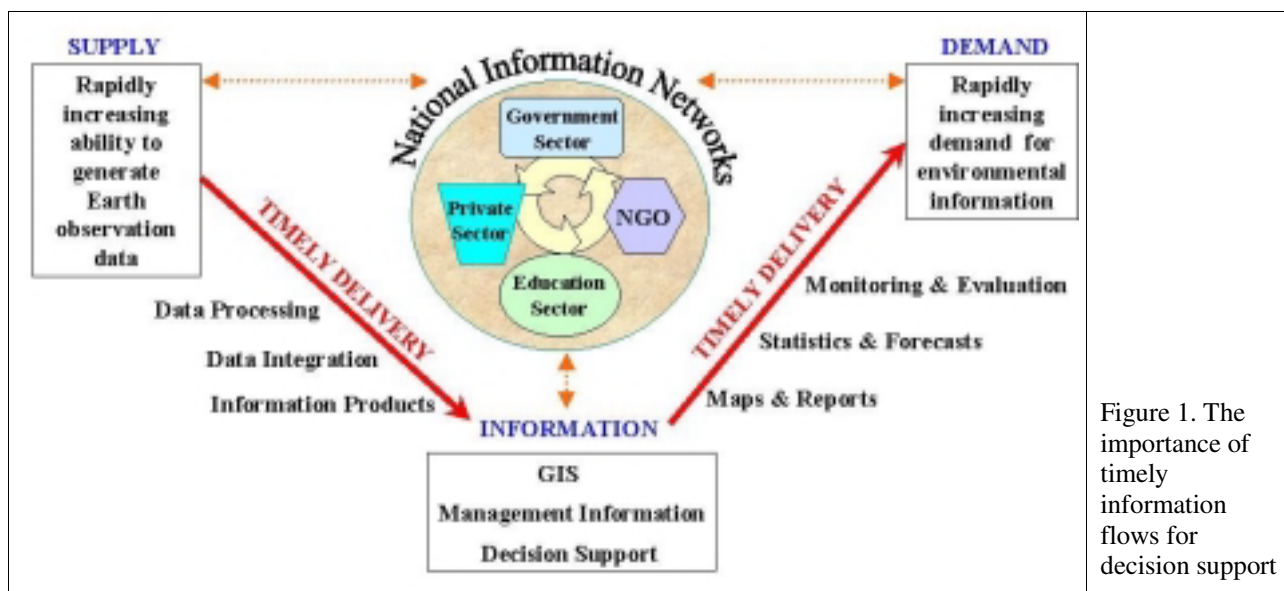 SUPPLY
Rapidly
increasing
ability to
generate
Earth
observation
data
National Information Networks
Government
Sector
Private
Sector
NGO
Education
Sector
DEMAND
Rapidly
increasing
demand for
environmental
information
TIMELY DELIVERY
Data Processing
Data Integration
Information Products
TIMELY DELIVERY
Monitoring & Evaluation
Statistics & Forecasts
Maps & Reports
INFORMATION
GIS
Management Information
Decision Support
Figure 1. The
importance of
timely
information
flows for
decision support